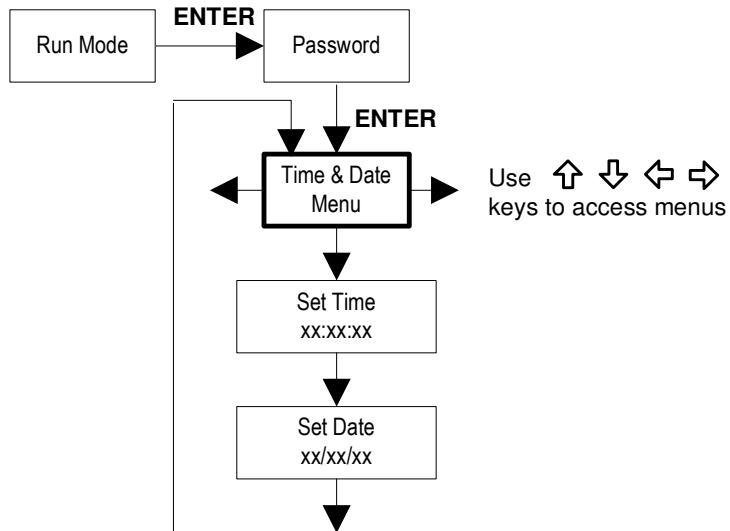 ENTER
Run Mode
Password
ENTER
Time & Date
Menu
Use ⇧ ⇩ ⇦ ⇨
keys to access menus
Set Time
xx:xx:xx
Set Date
xx/xx/xx